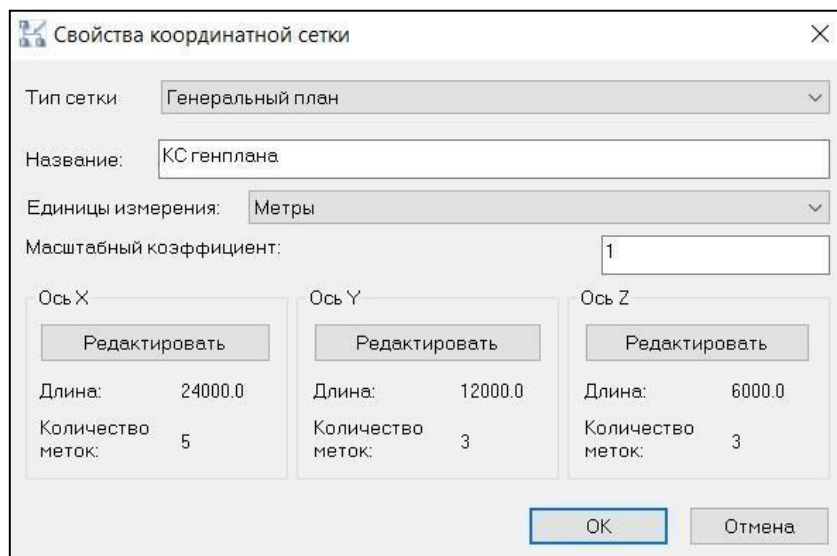 Свойства координатной сетки
Тип сетки Генеральный план
Название: КС генплана
Единицы измерения: Метры
Масштабный коэффициент: 1
Ось X Ось Y Ось Z
Редактировать Редактировать Редактировать
Длина: 24000.0 Длина: 12000.0 Длина: 6000.0
Количество меток: 5 Количество меток: 3 Количество меток: 3
OK Отмена